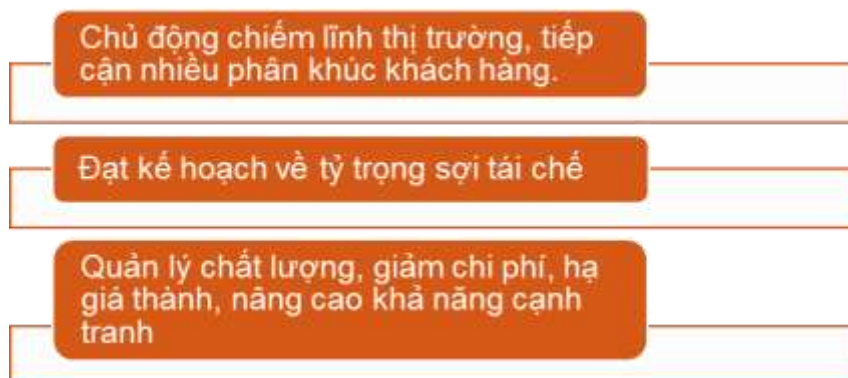 Chủ động chiếm lĩnh thị trường, tiếp
cận nhiều phân khúc khách hàng.
Đạt kế hoạch về tỷ trọng sợi tái chế
Quản lý chất lượng, giảm chi phí, hạ
giá thành, nâng cao khả năng cạnh
tranh